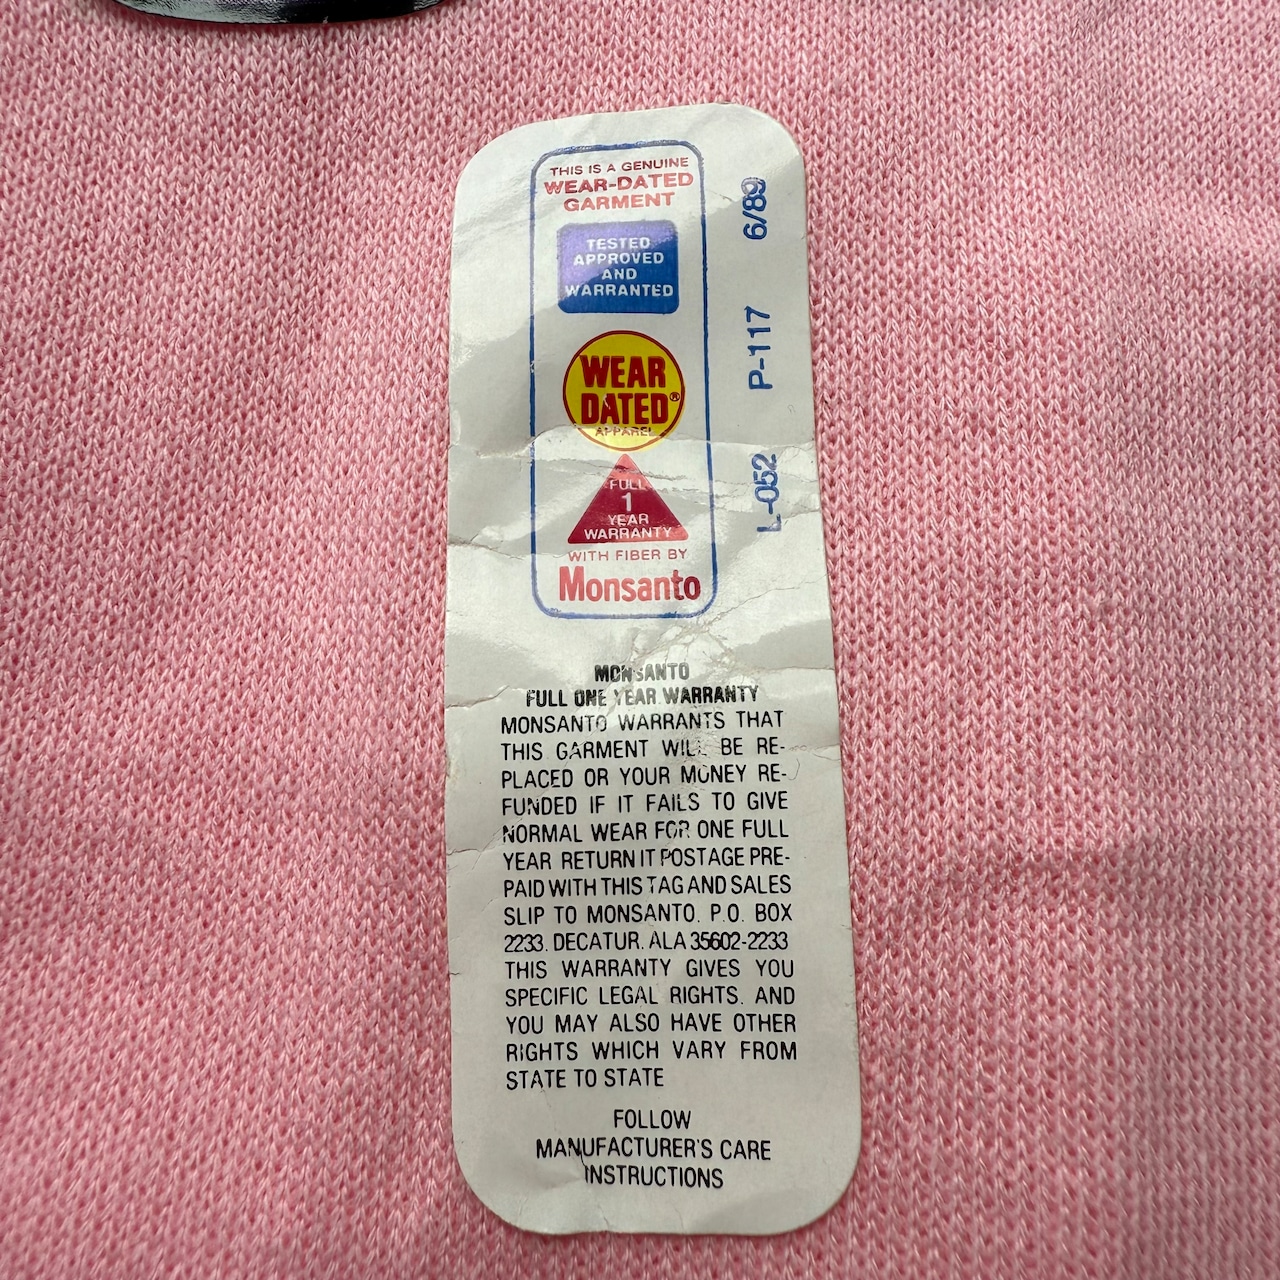 THIS IS A GENUINE
WEAR-DATED
GARMENT
TESTED
APPROVED
AND
WARRANTED
WEAR
DATED®
APPAREL
FULL
1
YEAR
WARRANTY
WITH FIBER BY
Monsanto
L-052 P-117 6/89
MONSANTO
FULL ONE YEAR WARRANTY
MONSANTO WARRANTS THAT
THIS GARMENT WILL BE RE-
PLACED OR YOUR MONEY RE-
FUNDED IF IT FAILS TO GIVE
NORMAL WEAR FOR ONE FULL
YEAR RETURN IT POSTAGE PRE-
PAID WITH THIS TAG AND SALES
SLIP TO MONSANTO. P.O. BOX
2233. DECATUR. ALA 35602-2233
THIS WARRANTY GIVES YOU
SPECIFIC LEGAL RIGHTS. AND
YOU MAY ALSO HAVE OTHER
RIGHTS WHICH VARY FROM
STATE TO STATE
FOLLOW
MANUFACTURER'S CARE
INSTRUCTIONS